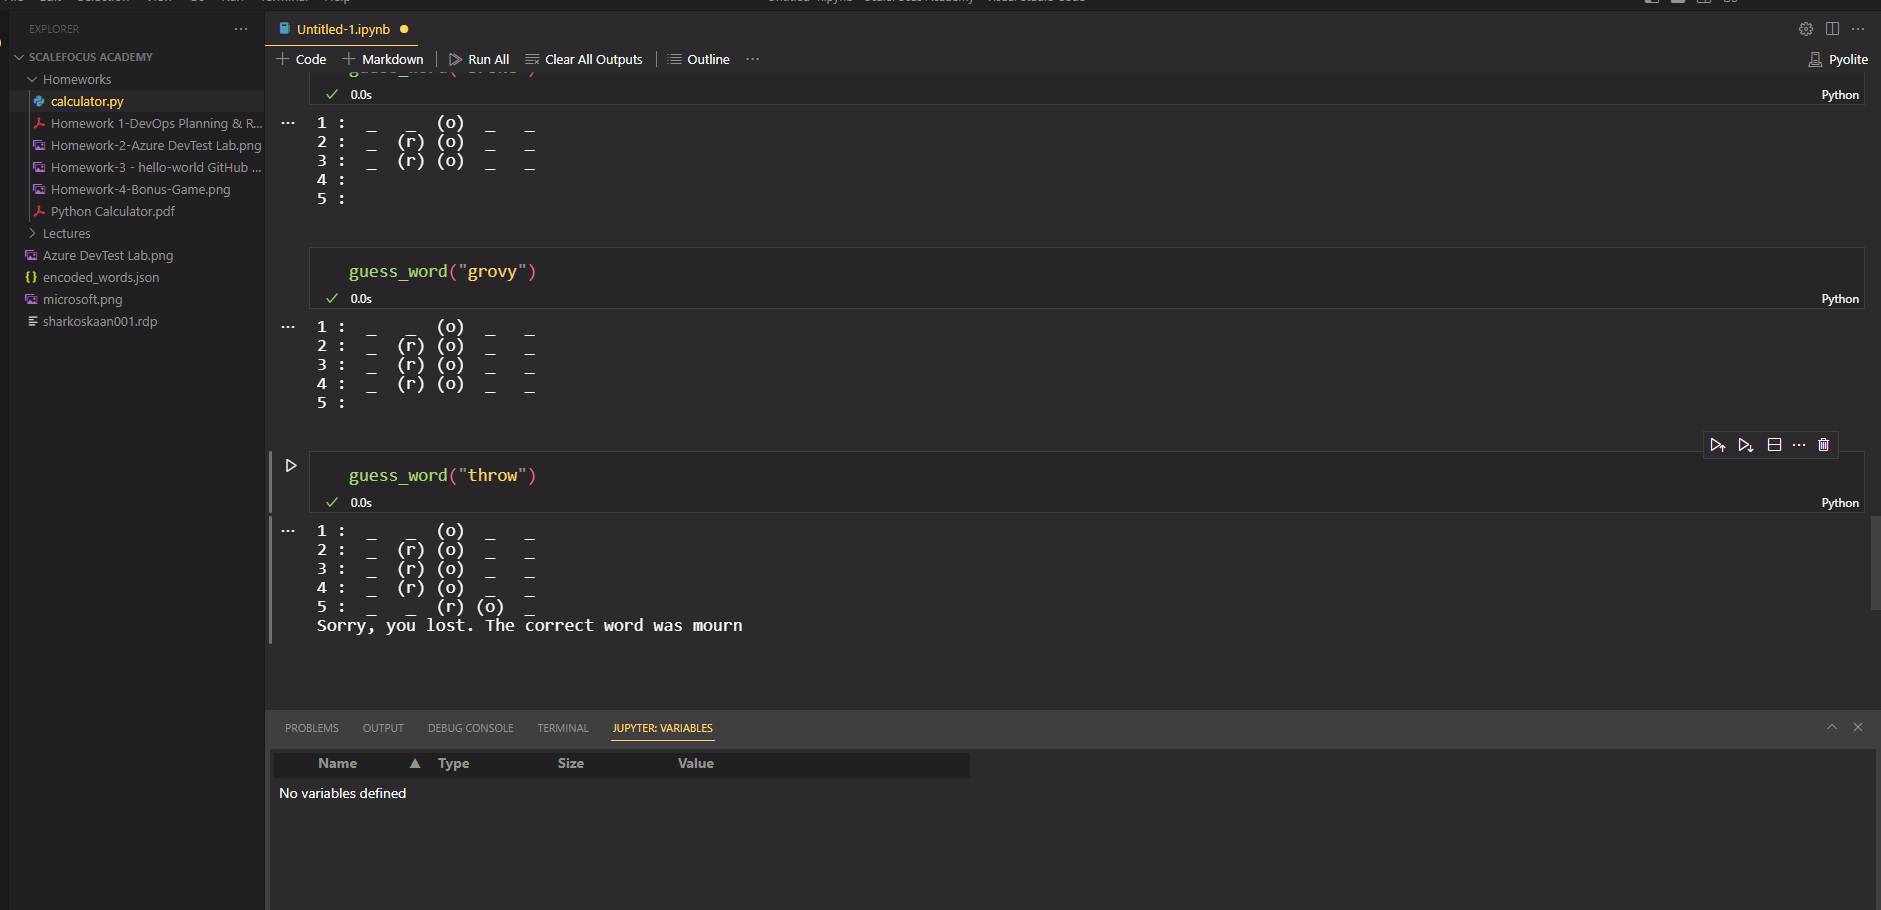 EXPLORER ···
SCALEFOCUS ACADEMY
Homeworks
calculator.py
Homework 1-DevOps Planning & R...
Homework-2-Azure DevTest Lab.png
Homework-3 - hello-world GitHub ...
Homework-4-Bonus-Game.png
Python Calculator.pdf
Lectures
Azure DevTest Lab.png
{} encoded_words.json
microsoft.png
sharkoskaan001.rdp
Untitled-1.ipynb ●
+ Code + Markdown | Run All Clear All Outputs | Outline ···
Pyolite
0.0s Python
1 : _ _ (o) _ _
2 : _ (r) (o) _ _
3 : _ (r) (o) _ _
4 :
5 :
guess_word("grovy")
0.0s Python
1 : _ _ (o) _ _
2 : _ (r) (o) _ _
3 : _ (r) (o) _ _
4 : _ (r) (o) _ _
5 :
guess_word("throw")
0.0s Python
1 : _ _ (o) _ _
2 : _ (r) (o) _ _
3 : _ (r) (o) _ _
4 : _ (r) (o) _ _
5 : _ _ (r) (o) _
Sorry, you lost. The correct word was mourn
PROBLEMS OUTPUT DEBUG CONSOLE TERMINAL JUPYTER: VARIABLES
Name ▲ Type Size Value
No variables defined